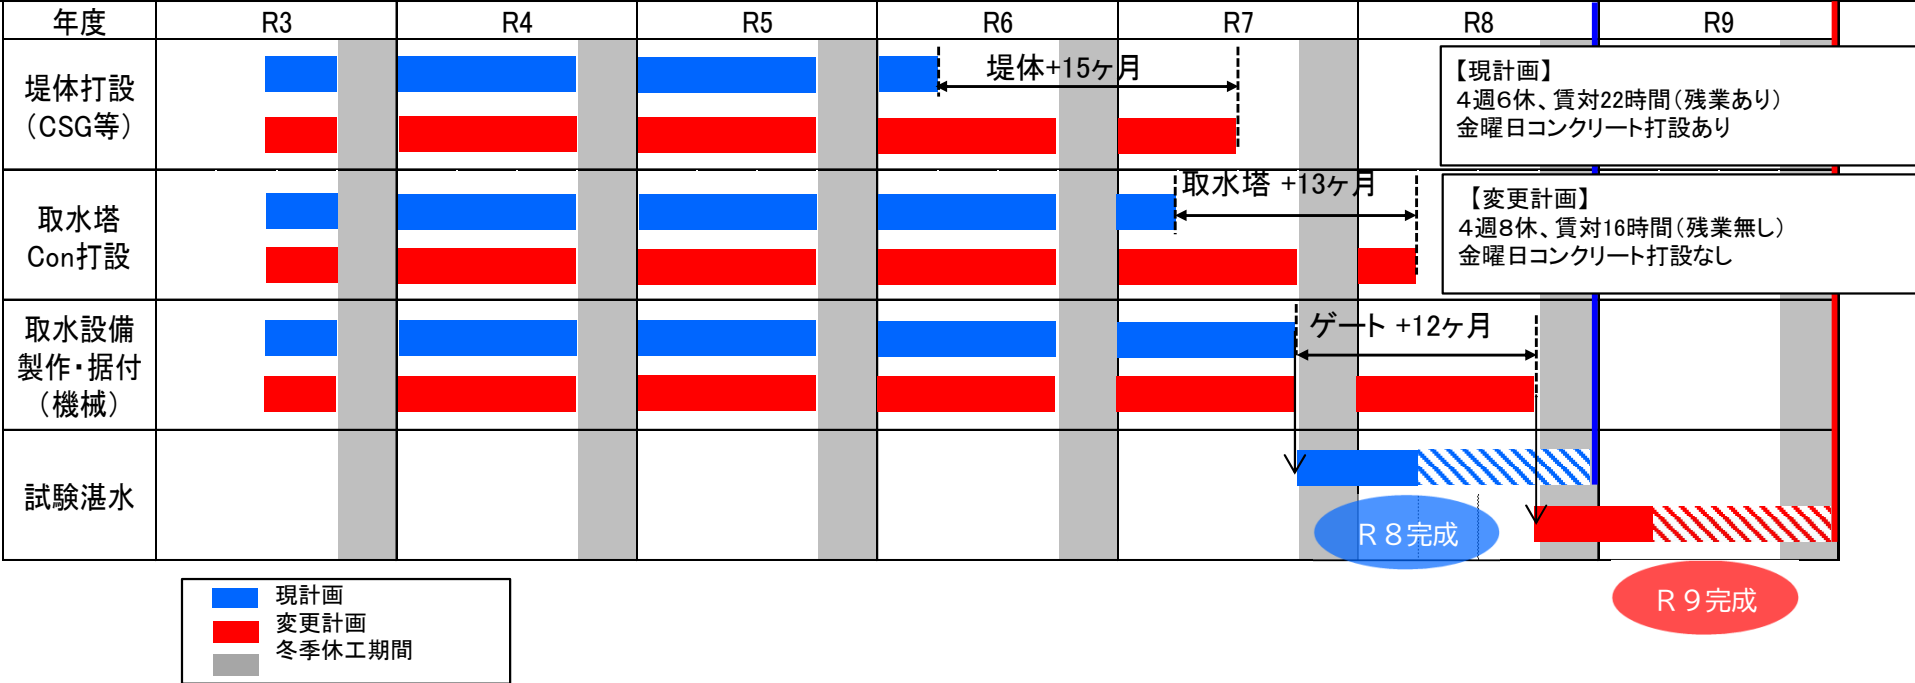 年度 R3 R4 R5 R6 R7 R8 R9
堤体打設
（CSG等）
堤体+15ヶ月
【現計画】
４週６休、賃対22時間（残業あり）
金曜日コンクリート打設あり
取水塔
Con打設
取水塔 +13ヶ月
【変更計画】
４週８休、賃対16時間（残業無し）
金曜日コンクリート打設なし
取水設備
製作・据付
（機械）
ゲート +12ヶ月
試験湛水
Ｒ８完成
Ｒ９完成
現計画
変更計画
冬季休工期間